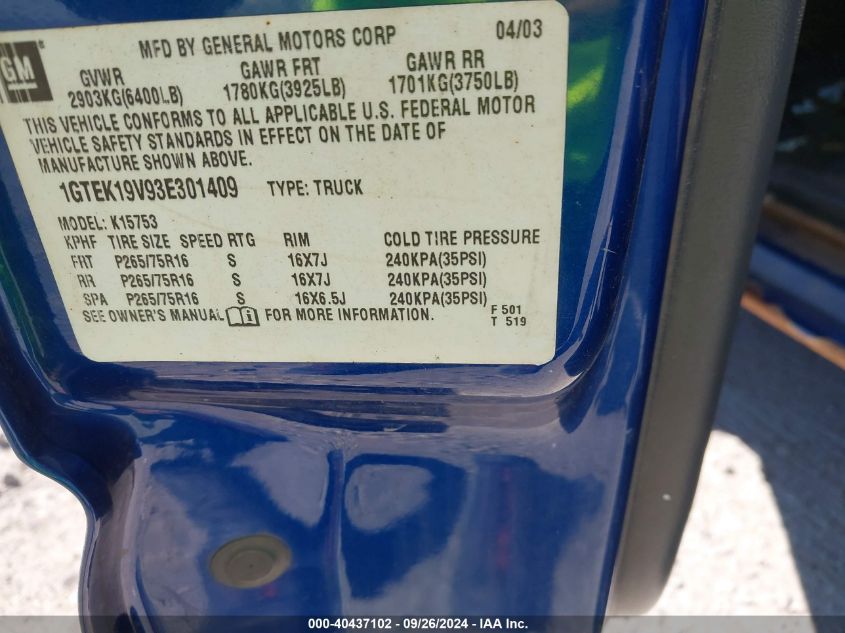 GM
MFD BY GENERAL MOTORS CORP 04/03
GVWR GAWR FRT GAWR RR
2903KG(6400LB) 1780KG(3925LB) 1701KG(3750LB)
THIS VEHICLE CONFORMS TO ALL APPLICABLE U.S. FEDERAL MOTOR
VEHICLE SAFETY STANDARDS IN EFFECT ON THE DATE OF
MANUFACTURE SHOWN ABOVE.
1GTEK19V93E301409 TYPE: TRUCK
MODEL: K15753
KPHF TIRE SIZE SPEED RTG RIM COLD TIRE PRESSURE
FRT P265/75R16 S 16X7J 240KPA(35PSI)
RR P265/75R16 S 16X7J 240KPA(35PSI)
SPA P265/75R16 S 16X6.5J 240KPA(35PSI)
SEE OWNER'S MANUAL FOR MORE INFORMATION. F 501
T 519
000-40437102 - 09/26/2024 - IAA Inc.